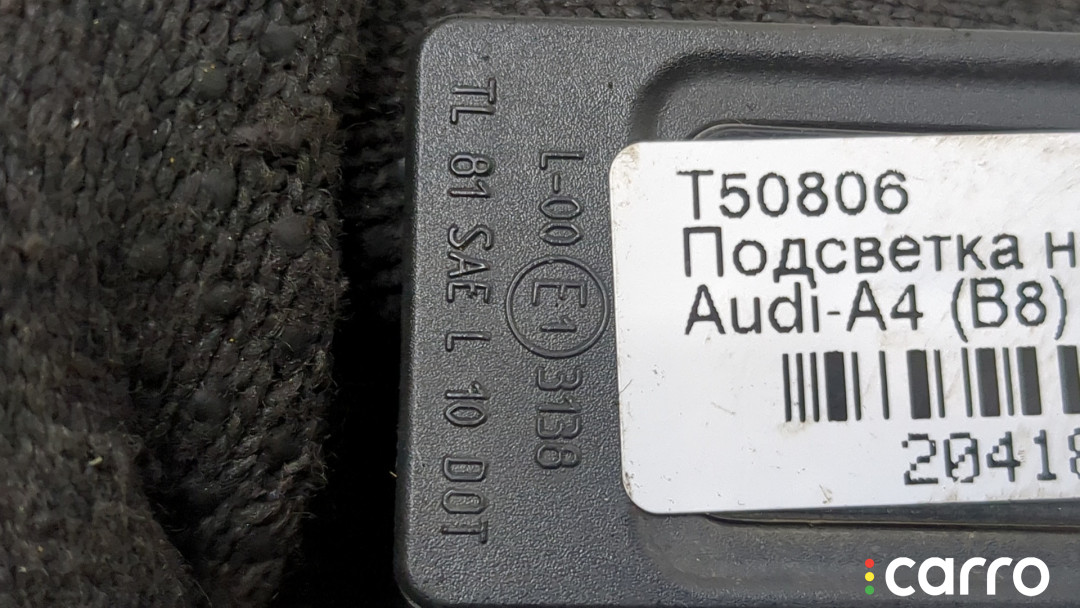 TL 81 SAE L 10 DOT
L-00 E1 3138
T50806
Подсветка н
Audi-A4 (B8)
20418
carro